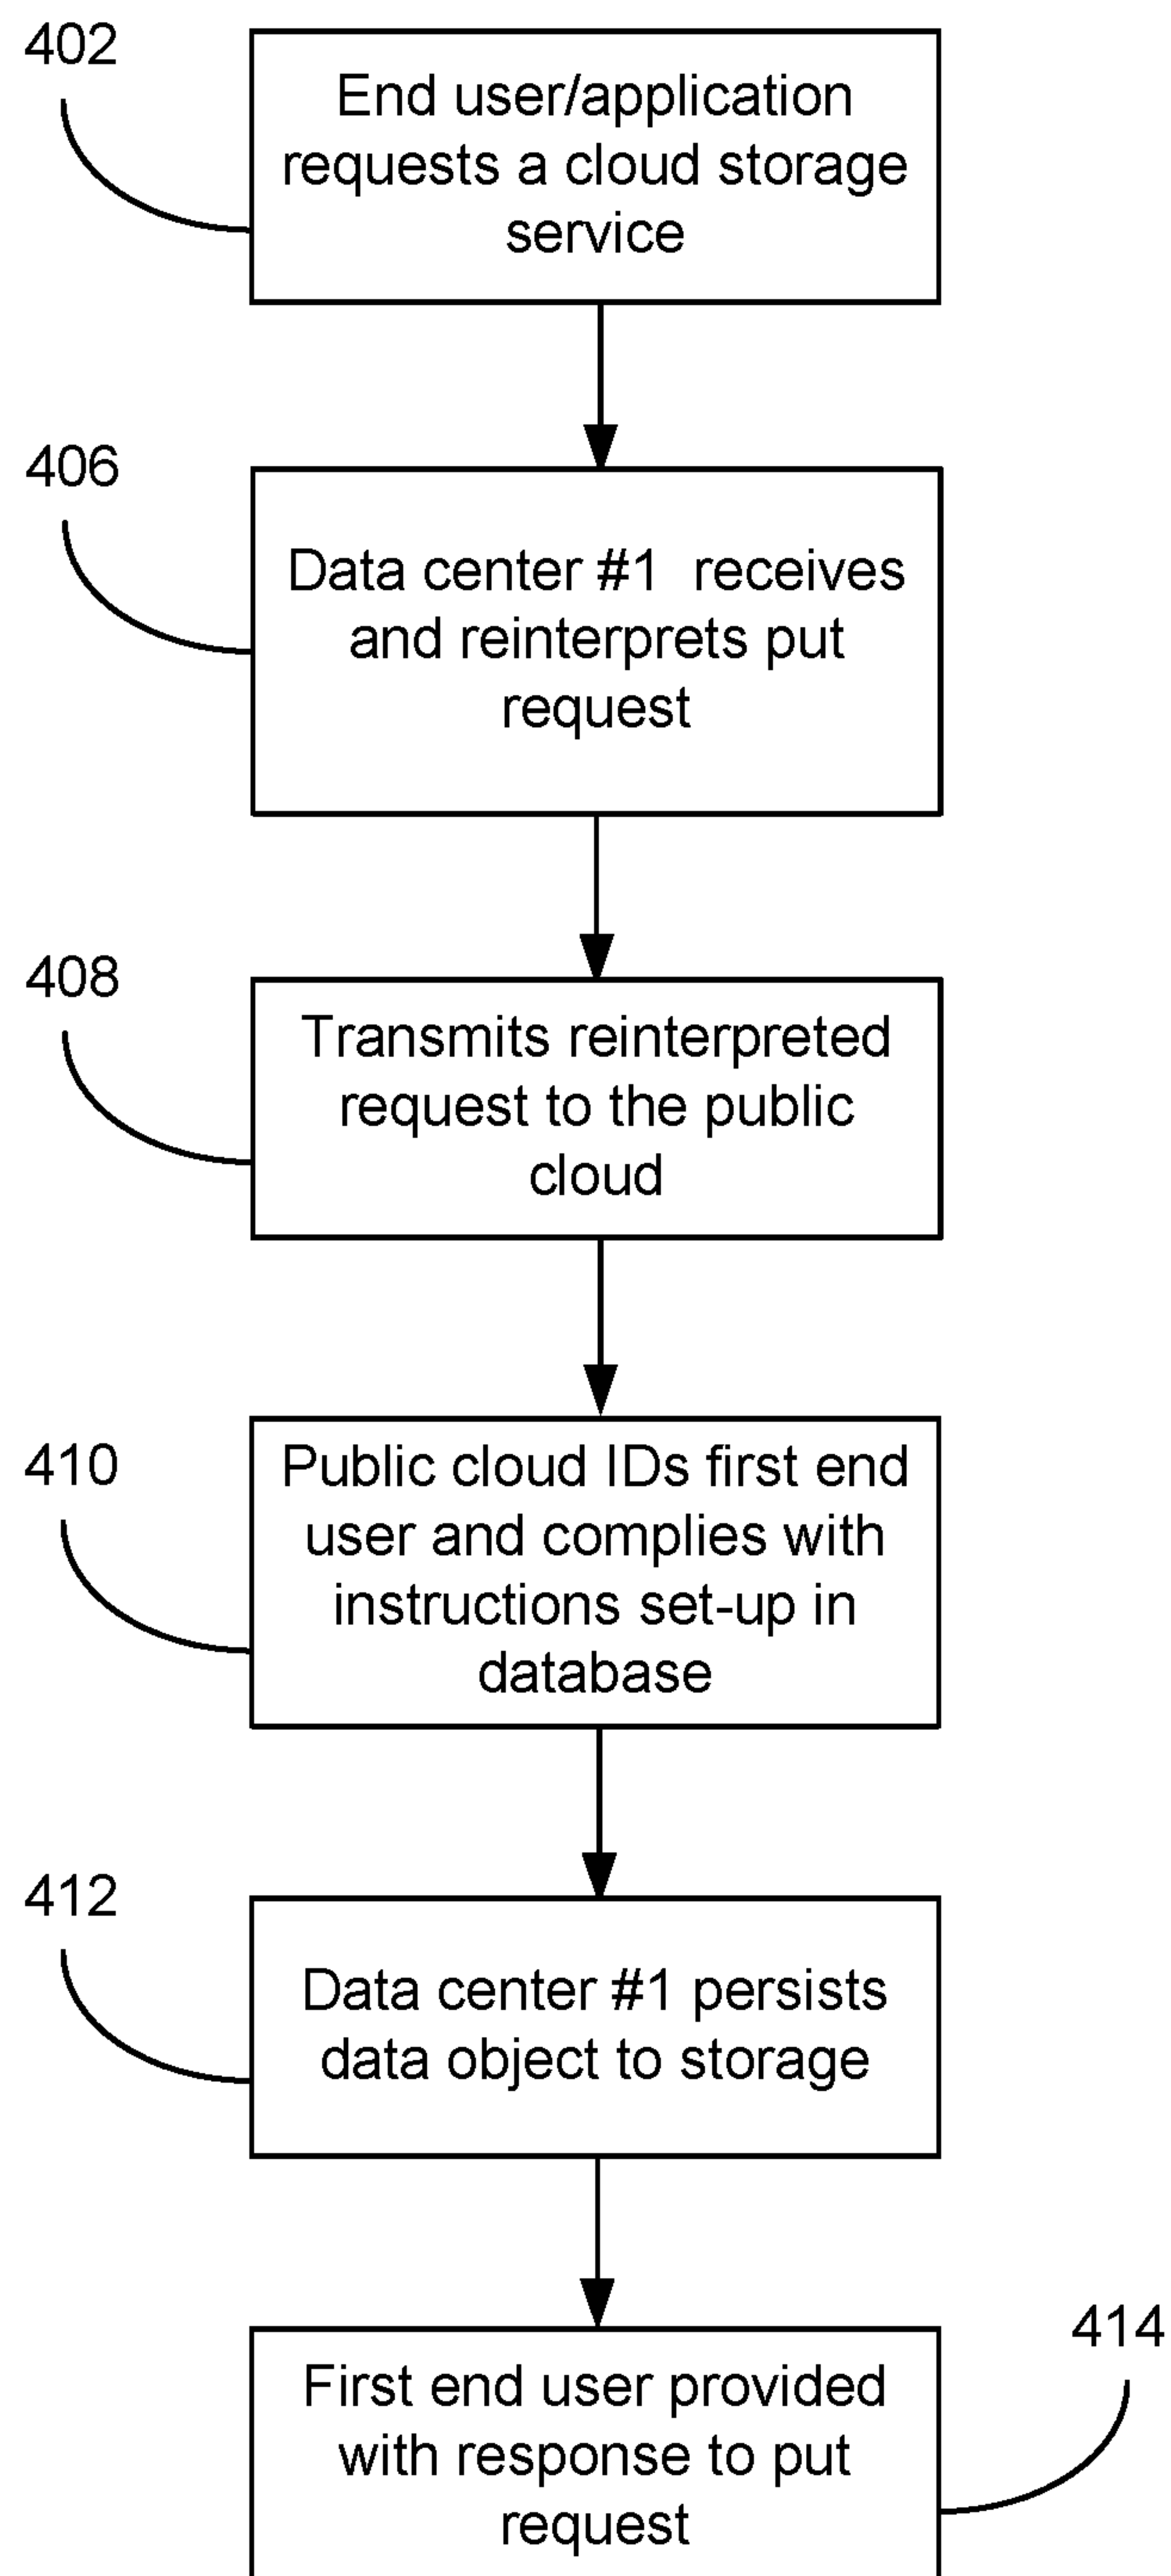 402
End user/application
requests a cloud storage
service
406
Data center #1  receives
and reinterprets put
request
408
Transmits reinterpreted
request to the public
cloud
410
Public cloud IDs first end
user and complies with
instructions set-up in
database
412
Data center #1 persists
data object to storage
414
First end user provided
with response to put
request